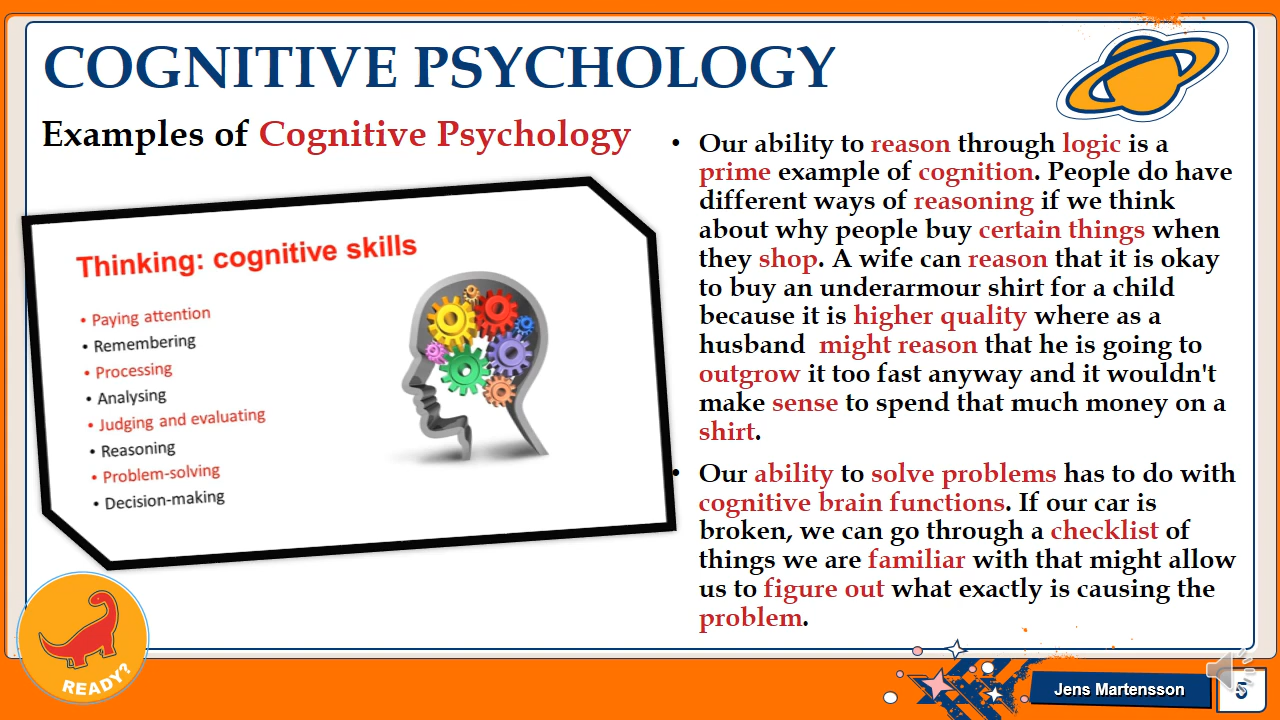 COGNITIVE PSYCHOLOGY
Examples of Cognitive Psychology
Thinking: cognitive skills
• Paying attention
• Remembering
• Processing
• Analysing
• Judging and evaluating
• Reasoning
• Problem-solving
• Decision-making
• Our ability to reason through logic is a
prime example of cognition. People do have
different ways of reasoning if we think
about why people buy certain things when
they shop. A wife can reason that it is okay
to buy an underarmour shirt for a child
because it is higher quality where as a
husband might reason that he is going to
outgrow it too fast anyway and it wouldn't
make sense to spend that much money on a
shirt.
• Our ability to solve problems has to do with
cognitive brain functions. If our car is
broken, we can go through a checklist of
things we are familiar with that might allow
us to figure out what exactly is causing the
problem.
READY?
Jens Martensson
5